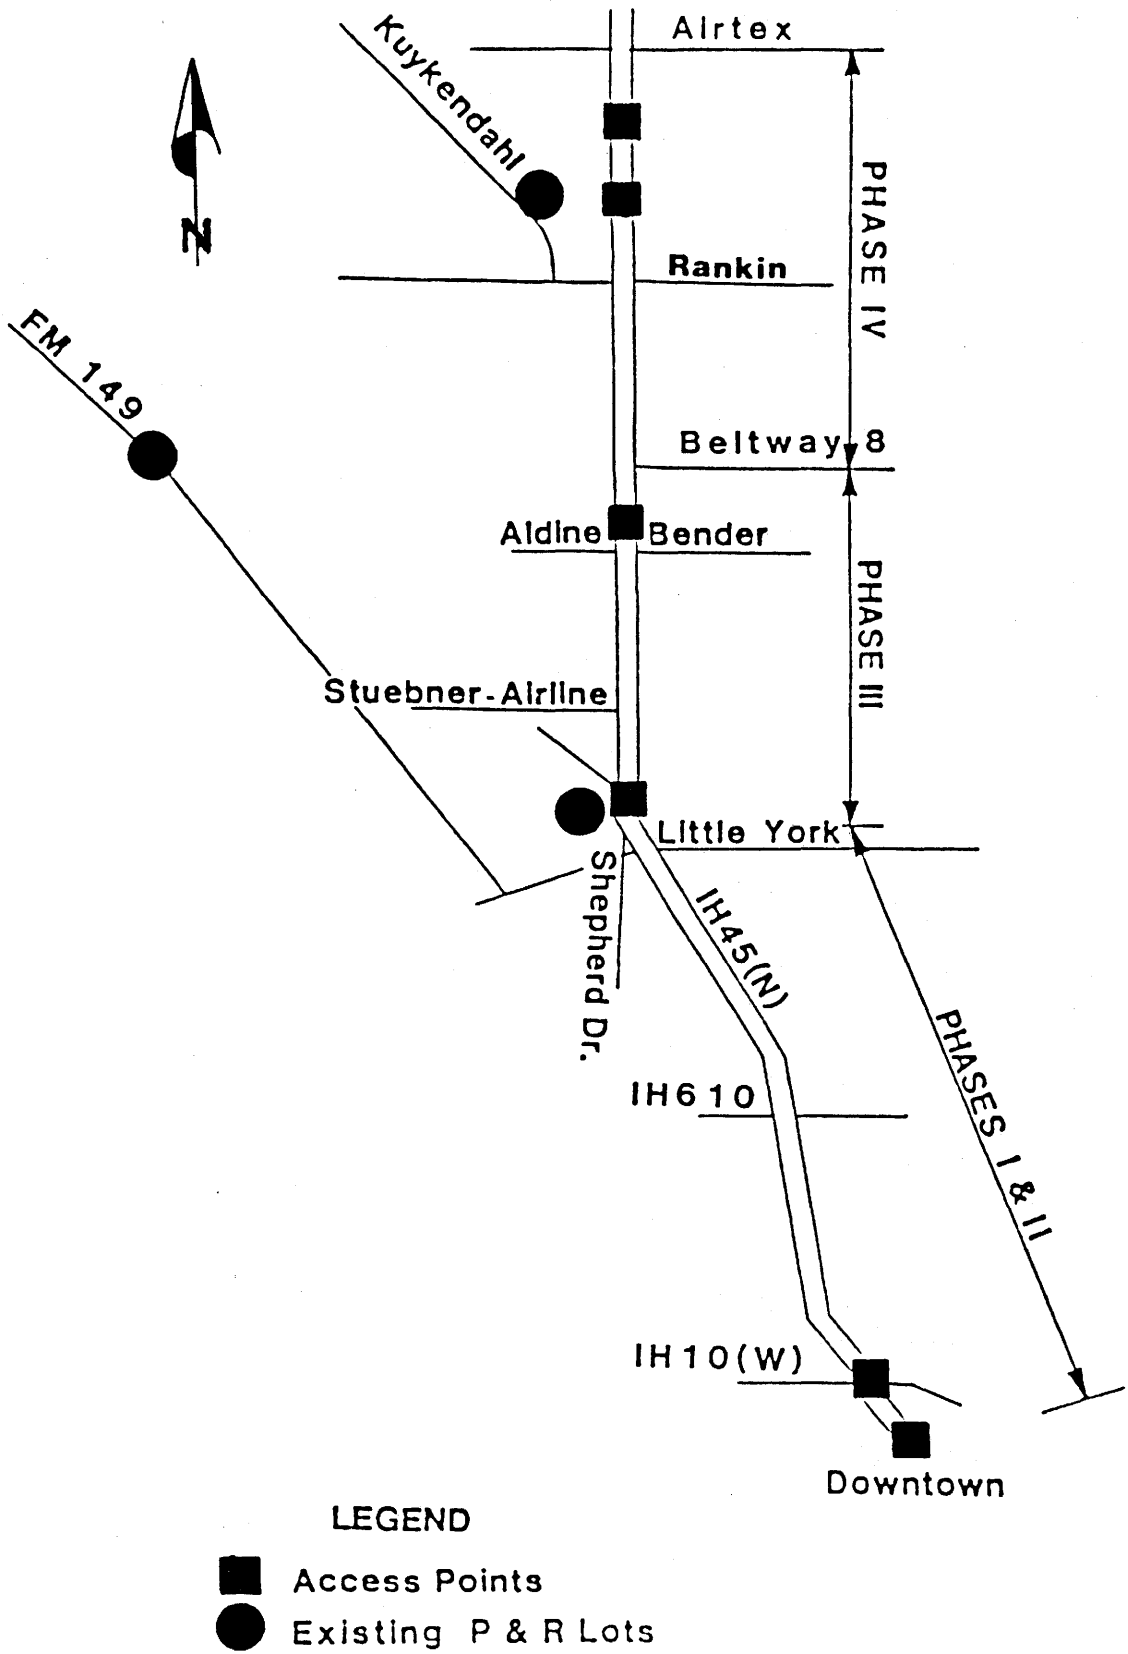 Airtex
Kuykendahl
PHASE IV
N
Rankin
FM 149
Beltway 8
Aldine Bender
PHASE III
Stuebner-Airline
Little York
Shepherd Dr.
IH45(N)
PHASES I & II
IH610
IH10(W)
Downtown
LEGEND
Access Points
Existing P & R Lots